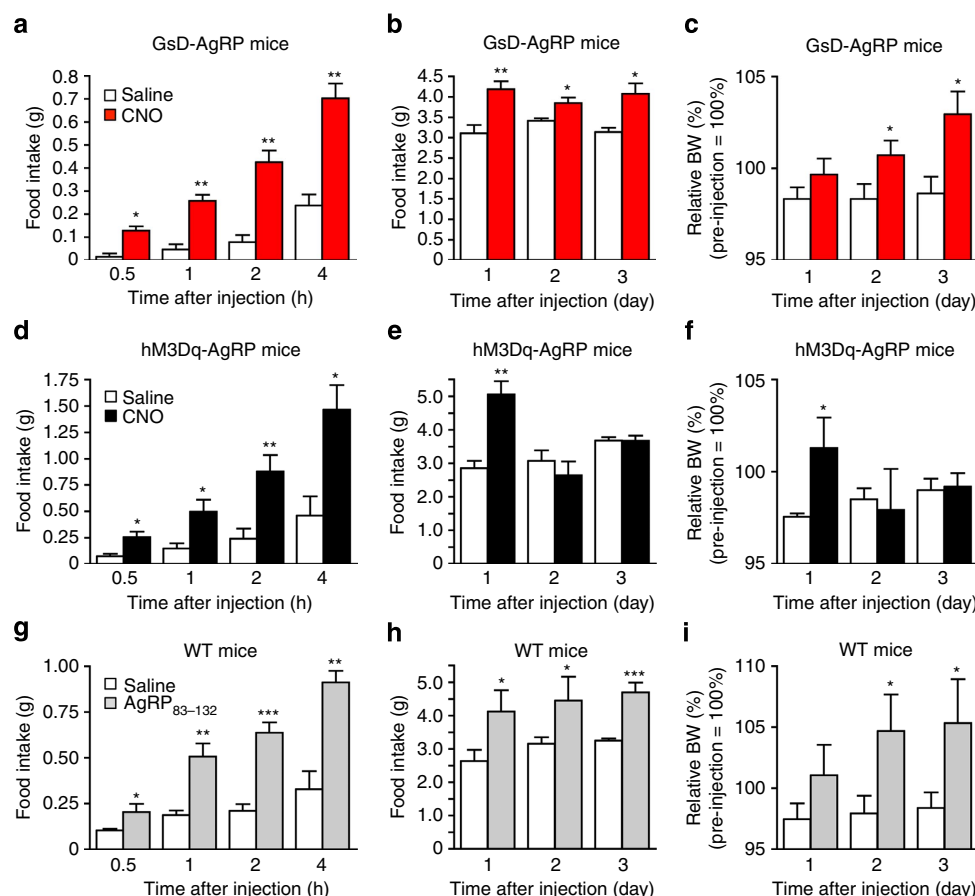 a
GsD-AgRP mice
Food intake (g)
0.8
0.7
0.6
0.5
0.4
0.3
0.2
0.1
0
Saline
CNO
*
**
**
**
0.5 1 2 4
Time after injection (h)
b
GsD-AgRP mice
Food intake (g)
4.5
4.0
3.5
3.0
2.5
2.0
1.5
1.0
0.5
0
**
*
*
1 2 3
Time after injection (day)
c
GsD-AgRP mice
Relative BW (%)
(pre-injection = 100%)
105
100
95
*
*
1 2 3
Time after injection (day)
d
hM3Dq-AgRP mice
Food intake (g)
1.75
1.50
1.25
1.00
0.75
0.50
0.25
0
Saline
CNO
*
*
**
*
0.5 1 2 4
Time after injection (h)
e
hM3Dq-AgRP mice
Food intake (g)
5.0
4.0
3.0
2.0
1.0
0
**
1 2 3
Time after injection (day)
f
hM3Dq-AgRP mice
Relative BW (%)
(pre-injection = 100%)
105
100
95
*
1 2 3
Time after injection (day)
g
WT mice
Food intake (g)
1.00
0.75
0.50
0.25
0
Saline
AgRP83–132
*
**
***
**
0.5 1 2 4
Time after injection (h)
h
WT mice
Food intake (g)
5.0
4.0
3.0
2.0
1.0
0
*
*
***
1 2 3
Time after injection (day)
i
WT mice
Relative BW (%)
(pre-injection = 100%)
110
105
100
95
*
*
1 2 3
Time after injection (day)